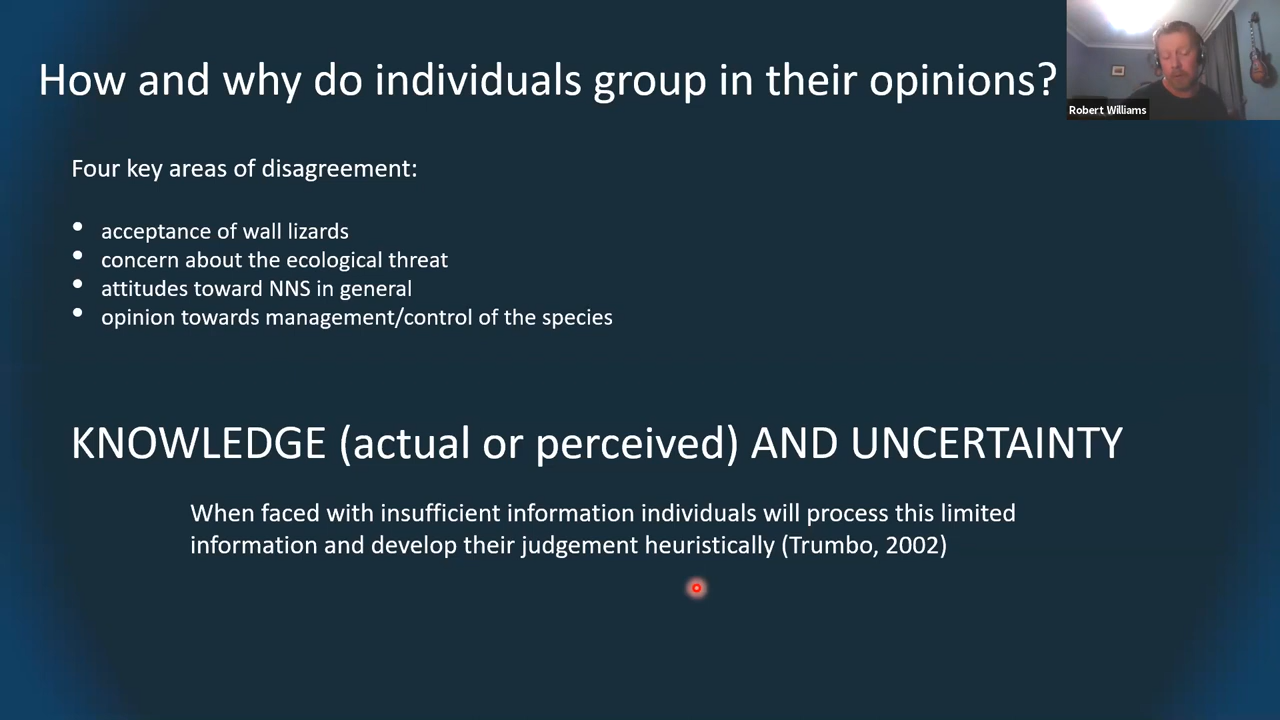 How and why do individuals group in their opinions?
Robert Williams
Four key areas of disagreement:
• acceptance of wall lizards
• concern about the ecological threat
• attitudes toward NNS in general
• opinion towards management/control of the species
KNOWLEDGE (actual or perceived) AND UNCERTAINTY
When faced with insufficient information individuals will process this limited
information and develop their judgement heuristically (Trumbo, 2002)